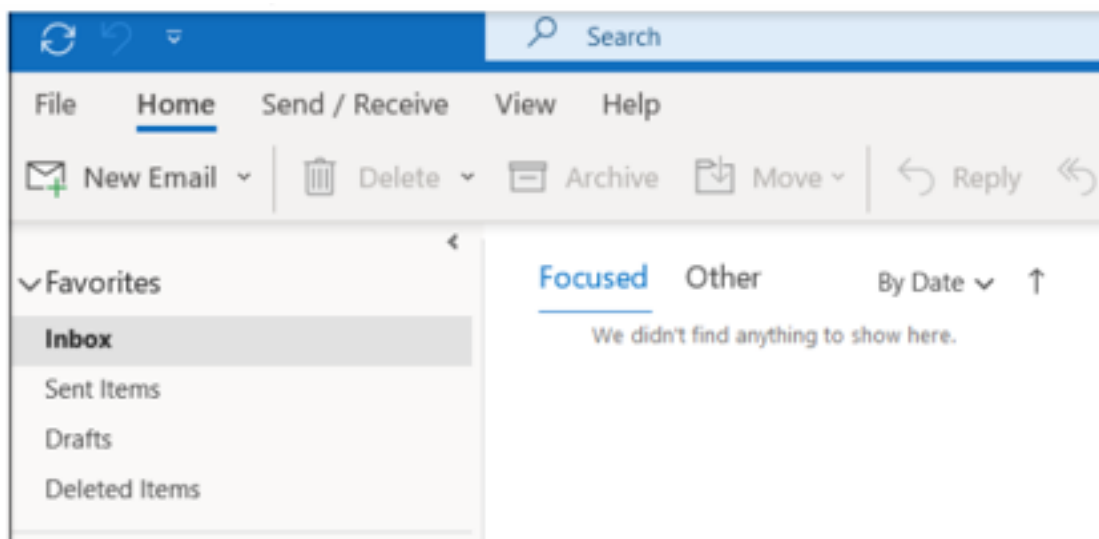 Search
File Home Send / Receive View Help
New Email Delete Archive Move Reply
Favorites
Focused Other By Date
Inbox
We didn't find anything to show here.
Sent Items
Drafts
Deleted Items